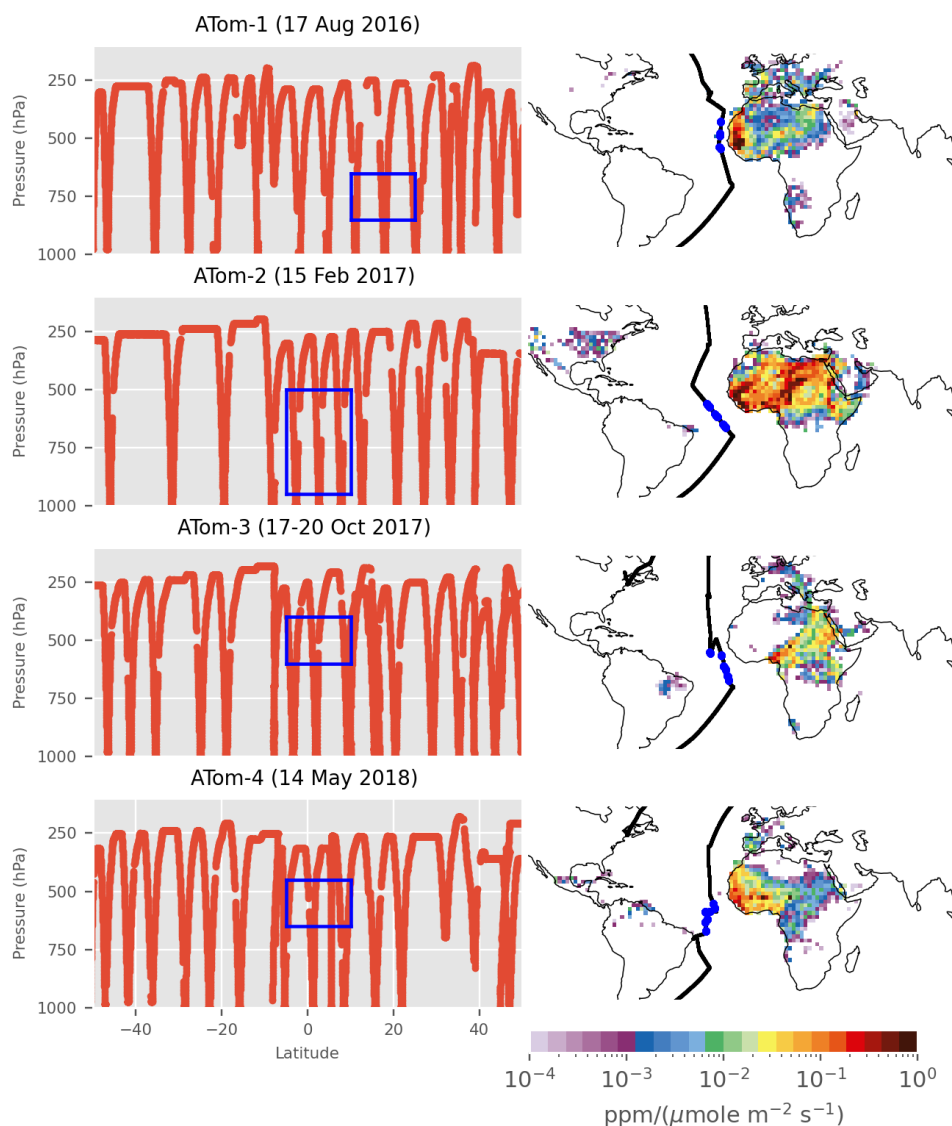 ATom-1 (17 Aug 2016)
Pressure (hPa)
250
500
750
1000
ATom-2 (15 Feb 2017)
Pressure (hPa)
250
500
750
1000
ATom-3 (17-20 Oct 2017)
Pressure (hPa)
250
500
750
1000
ATom-4 (14 May 2018)
Pressure (hPa)
250
500
750
1000
−40 −20 0 20 40
Latitude
10⁻⁴ 10⁻³ 10⁻² 10⁻¹ 10⁰
ppm/(μmole m⁻² s⁻¹)